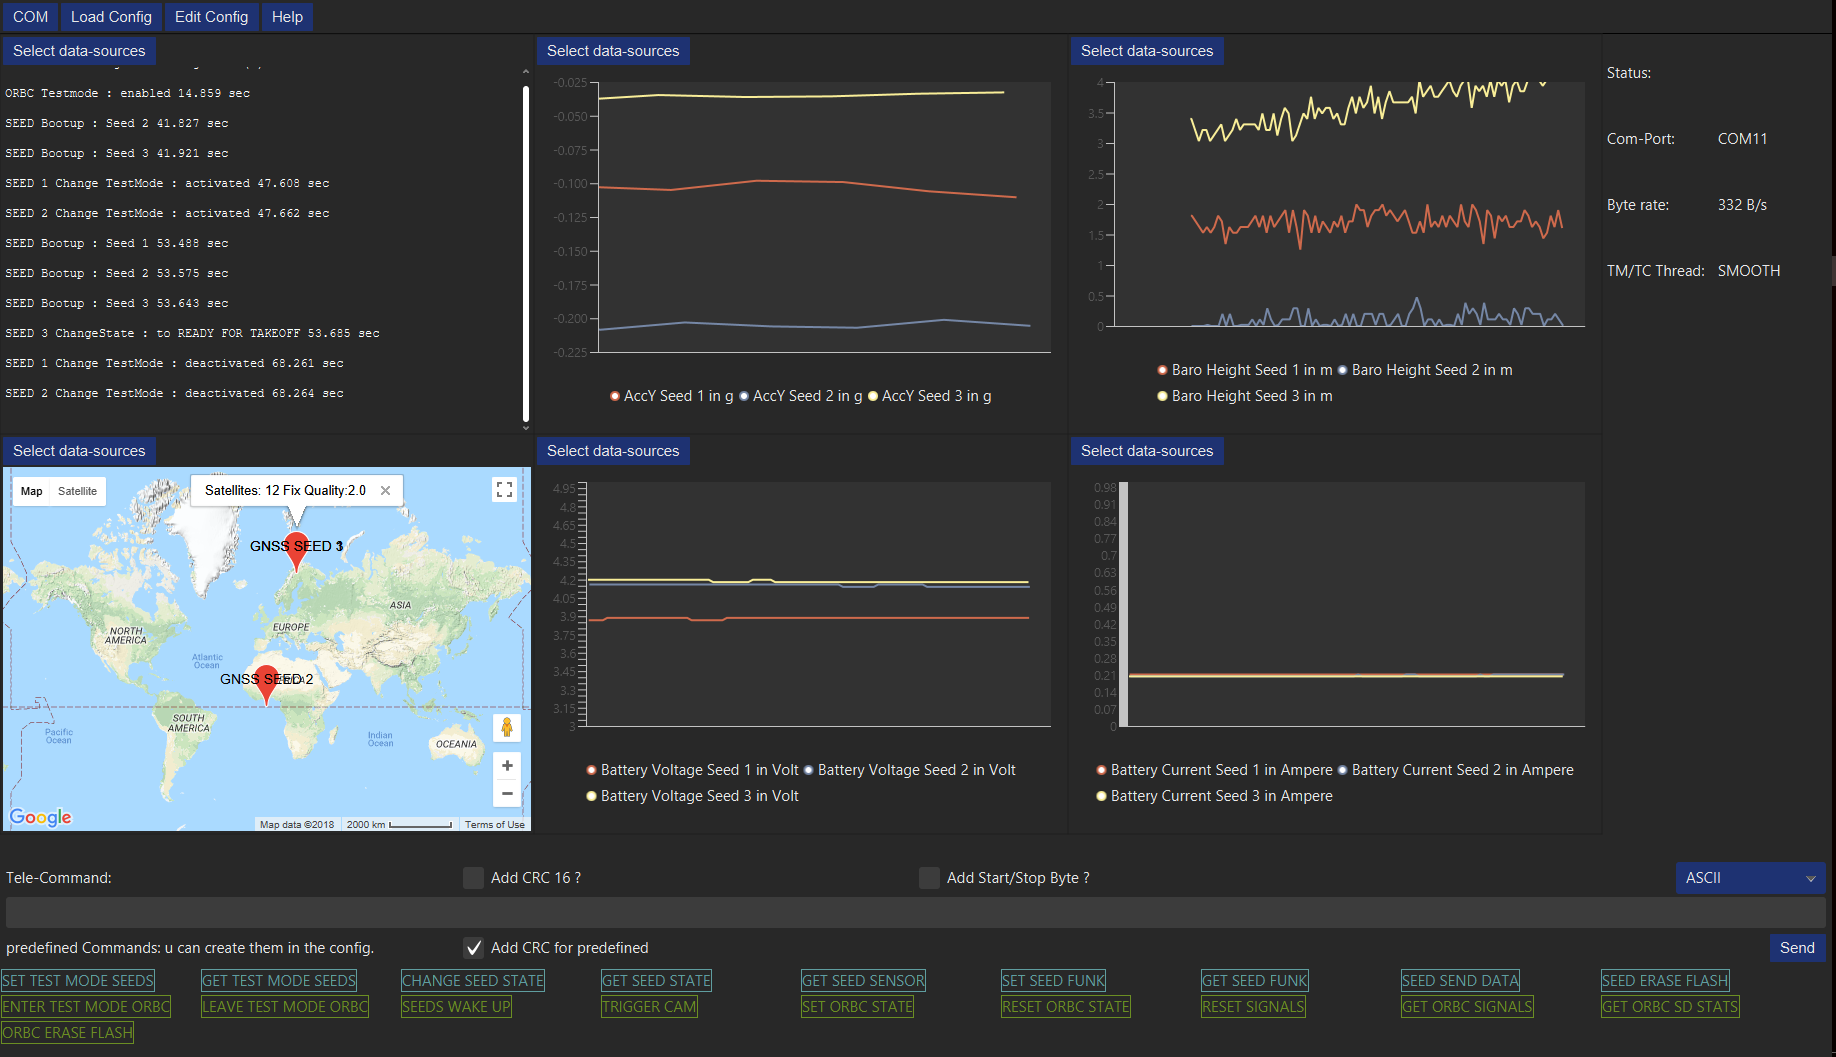 COM Load Config Edit Config Help
Select data-sources
ORBC Testmode : enabled 14.859 sec
SEED Bootup : Seed 2 41.827 sec
SEED Bootup : Seed 3 41.921 sec
SEED 1 Change TestMode : activated 47.608 sec
SEED 2 Change TestMode : activated 47.662 sec
SEED Bootup : Seed 1 53.488 sec
SEED Bootup : Seed 2 53.575 sec
SEED Bootup : Seed 3 53.643 sec
SEED 3 ChangeState : to READY FOR TAKEOFF 53.685 sec
SEED 1 Change TestMode : deactivated 68.261 sec
SEED 2 Change TestMode : deactivated 68.264 sec
Select data-sources
-0.025
-0.050
-0.075
-0.100
-0.125
-0.150
-0.175
-0.200
-0.225
AccY Seed 1 in g AccY Seed 2 in g AccY Seed 3 in g
Select data-sources
4
3.5
3
2.5
2
1.5
1
0.5
0
Baro Height Seed 1 in m Baro Height Seed 2 in m
Baro Height Seed 3 in m
Status:
Com-Port: COM11
Byte rate: 332 B/s
TM/TC Thread: SMOOTH
Select data-sources
Map Satellite
Satellites: 12 Fix Quality:2.0
GNSS SEED
ASIA
EUROPE
NORTH
AMERICA
Atlantic
Ocean
GNSS SEED 2
SOUTH
AMERICA
Pacific
Ocean
Indian
Ocean
OCEANIA
Google
Map data ©2018 2000 km Terms of Use
Select data-sources
4.95
4.8
4.65
4.5
4.35
4.2
4.05
3.9
3.75
3.6
3.45
3.3
3.15
3
Battery Voltage Seed 1 in Volt Battery Voltage Seed 2 in Volt
Battery Voltage Seed 3 in Volt
Select data-sources
0.98
0.91
0.84
0.77
0.7
0.63
0.56
0.49
0.42
0.35
0.28
0.21
0.14
0.07
0
Battery Current Seed 1 in Ampere Battery Current Seed 2 in Ampere
Battery Current Seed 3 in Ampere
Tele-Command: Add CRC 16 ? Add Start/Stop Byte ? ASCII
predefined Commands: u can create them in the config. Add CRC for predefined Send
SET TEST MODE SEEDS GET TEST MODE SEEDS CHANGE SEED STATE GET SEED STATE GET SEED SENSOR SET SEED FUNK GET SEED FUNK SEED SEND DATA SEED ERASE FLASH
ENTER TEST MODE ORBC LEAVE TEST MODE ORBC SEEDS WAKE UP TRIGGER CAM SET ORBC STATE RESET ORBC STATE RESET SIGNALS GET ORBC SIGNALS GET ORBC SD STATS
ORBC ERASE FLASH